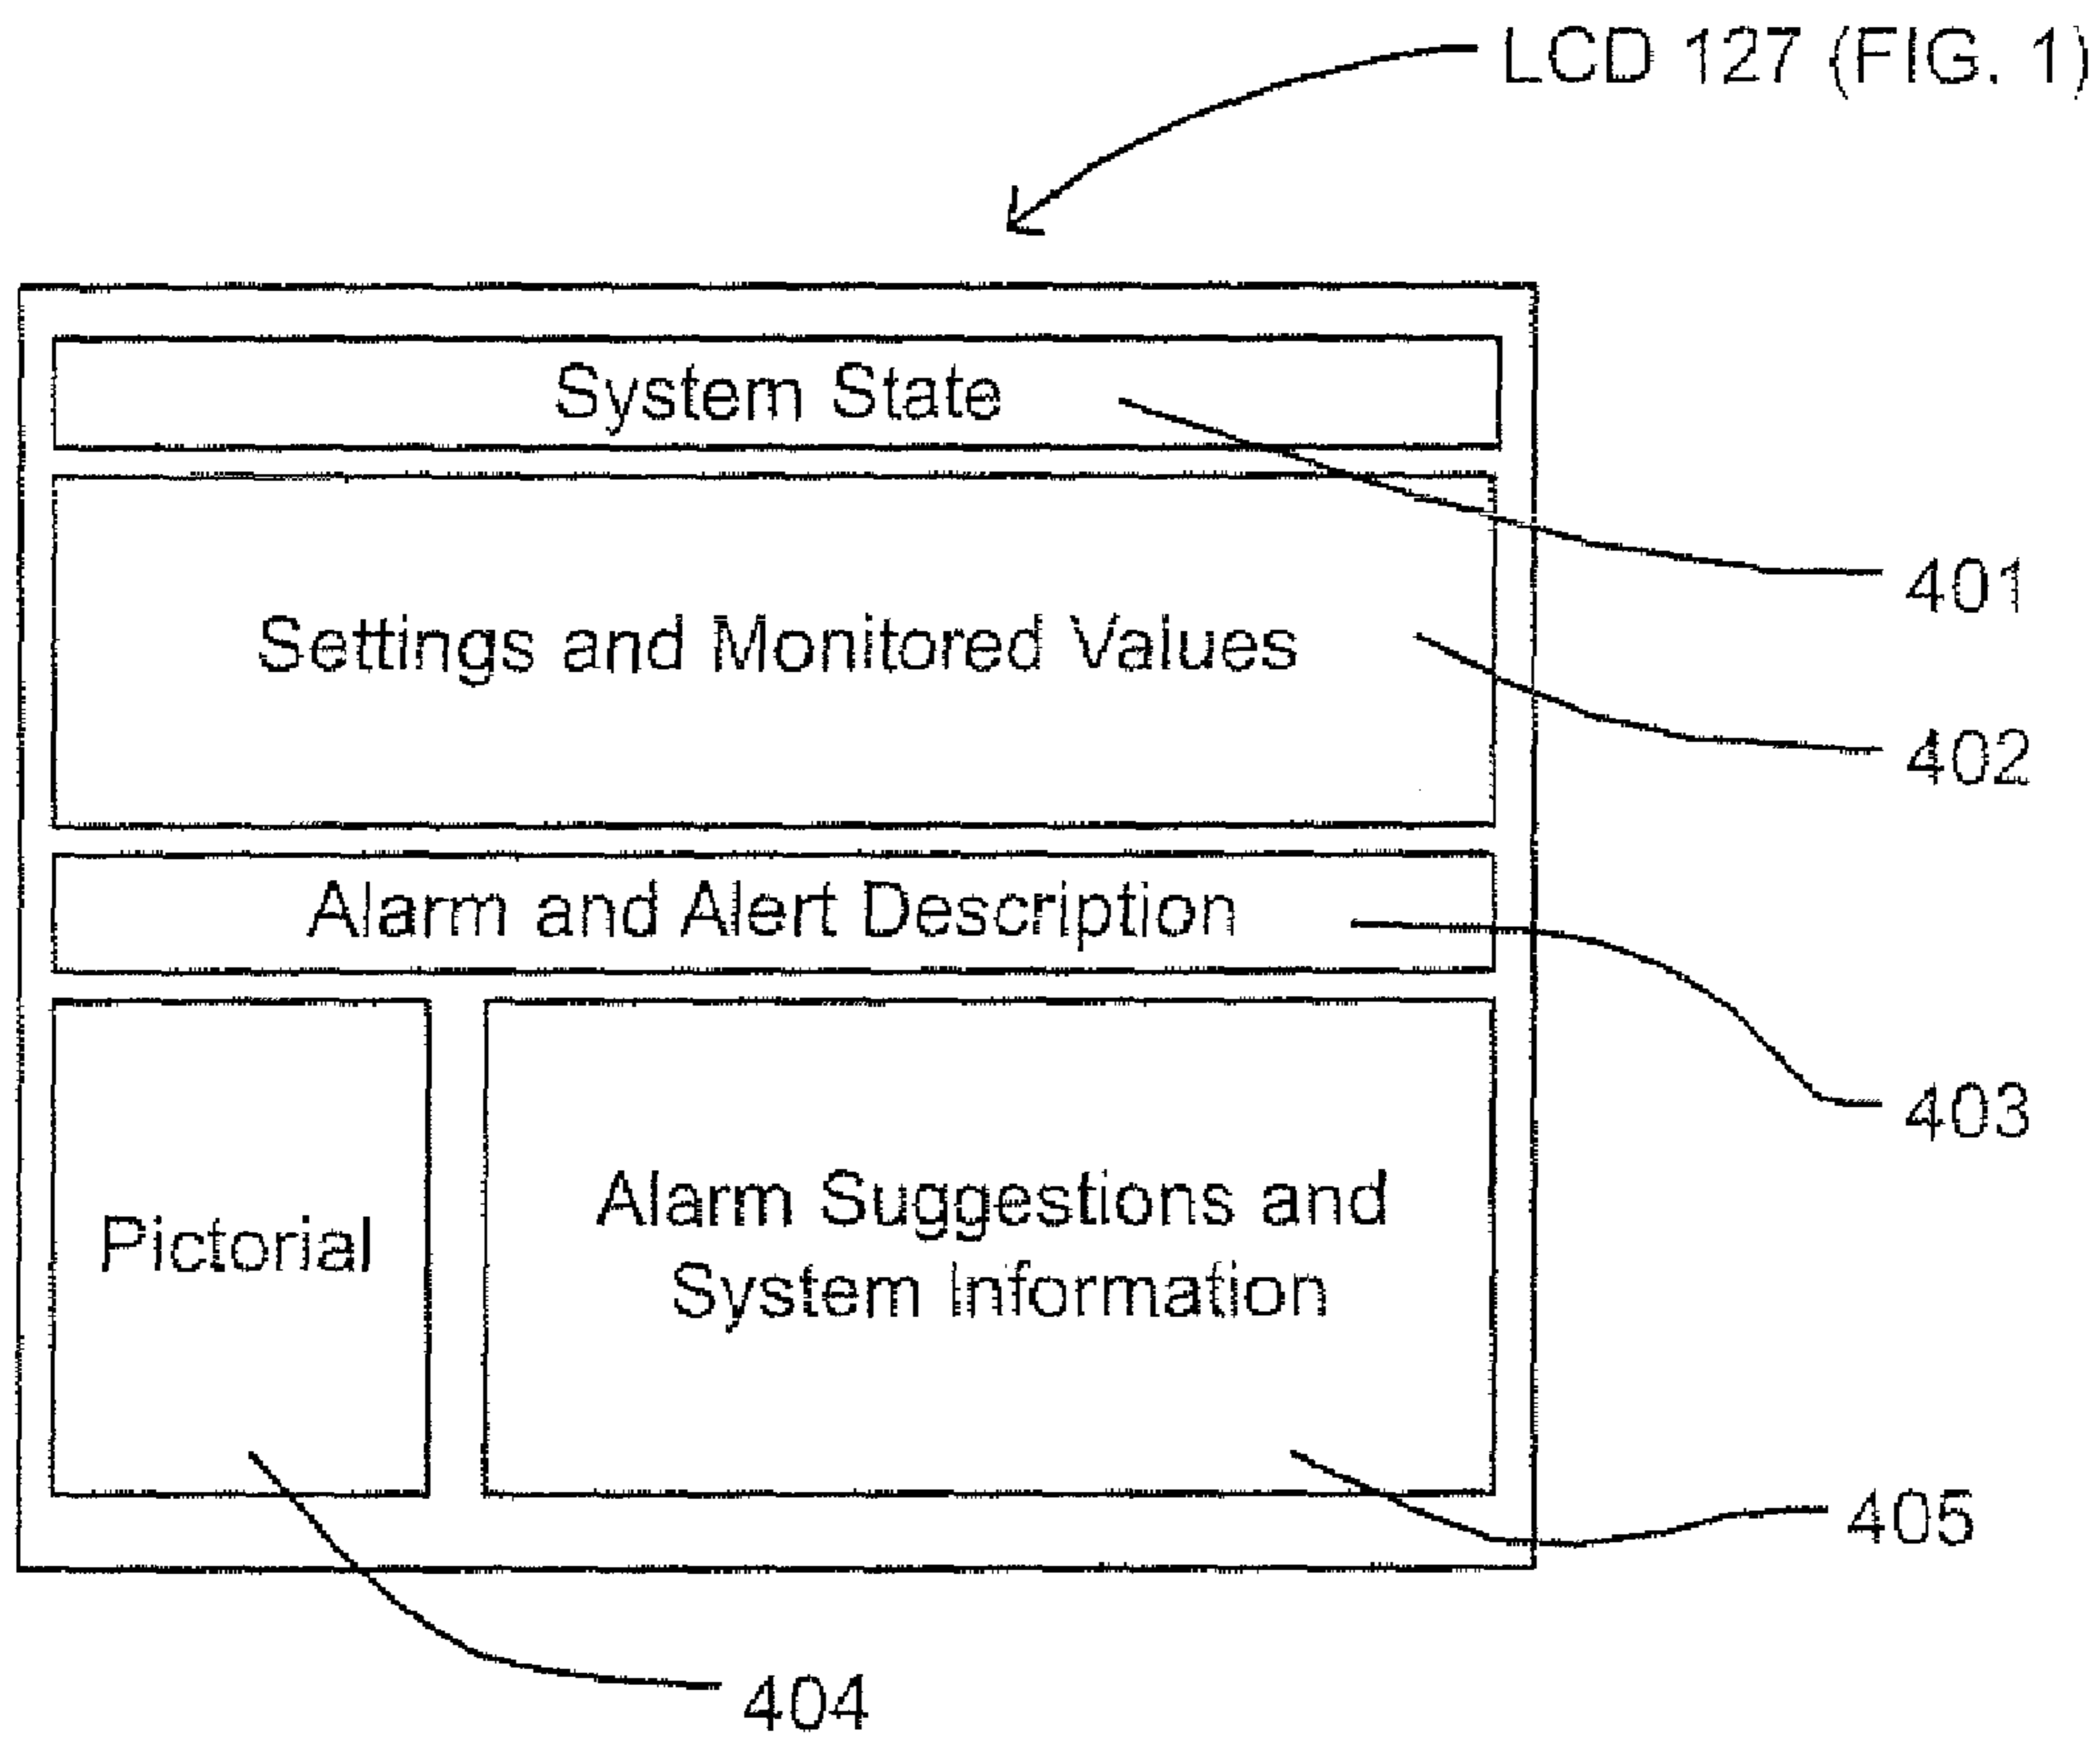 LCD 127 (FIG. 1)
System State
401
Settings and Monitored Values
402
Alarm and Alert Description
403
Pictorial
Alarm Suggestions and
System Information
405
404